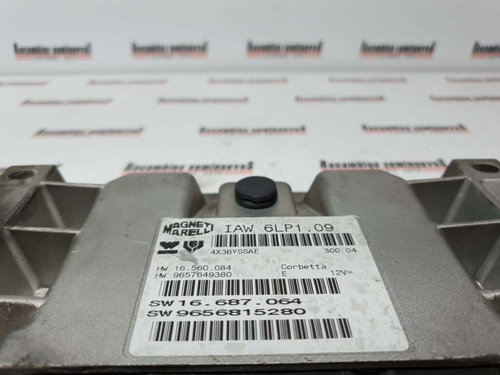 MAGNETI MARELLI IAW 6LP1.09
4X3BYSSAE 300 04
HW 16.560.084 Corbetta
HW 9657649380 E 12V=
SW 16.687.064
SW 9656815280